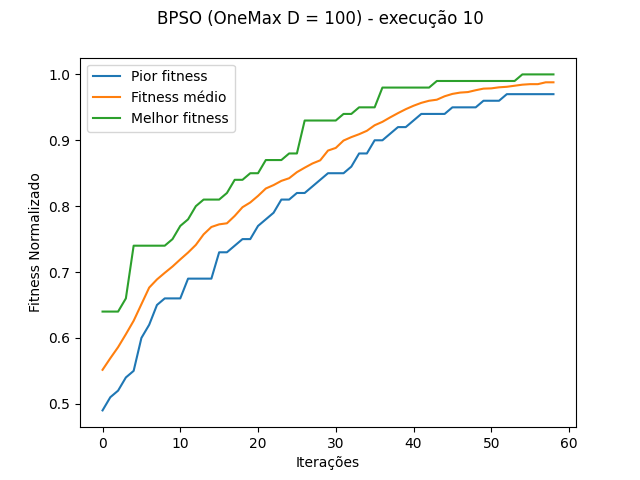 BPSO (OneMax D = 100) - execução 10
Pior fitness
Fitness médio
Melhor fitness
Fitness Normalizado
1.0
0.9
0.8
0.7
0.6
0.5
0 10 20 30 40 50 60
Iterações